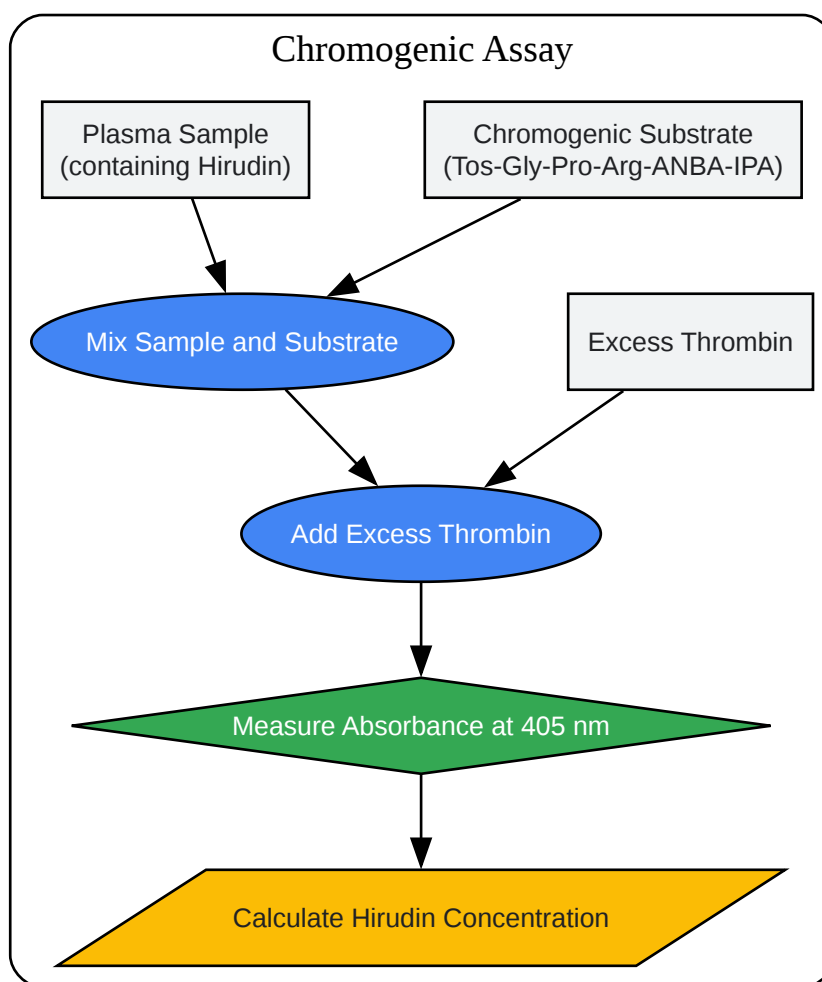 Chromogenic Assay
Plasma Sample
(containing Hirudin)
Chromogenic Substrate
(Tos-Gly-Pro-Arg-ANBA-IPA)
Mix Sample and Substrate
Excess Thrombin
Add Excess Thrombin
Measure Absorbance at 405 nm
Calculate Hirudin Concentration